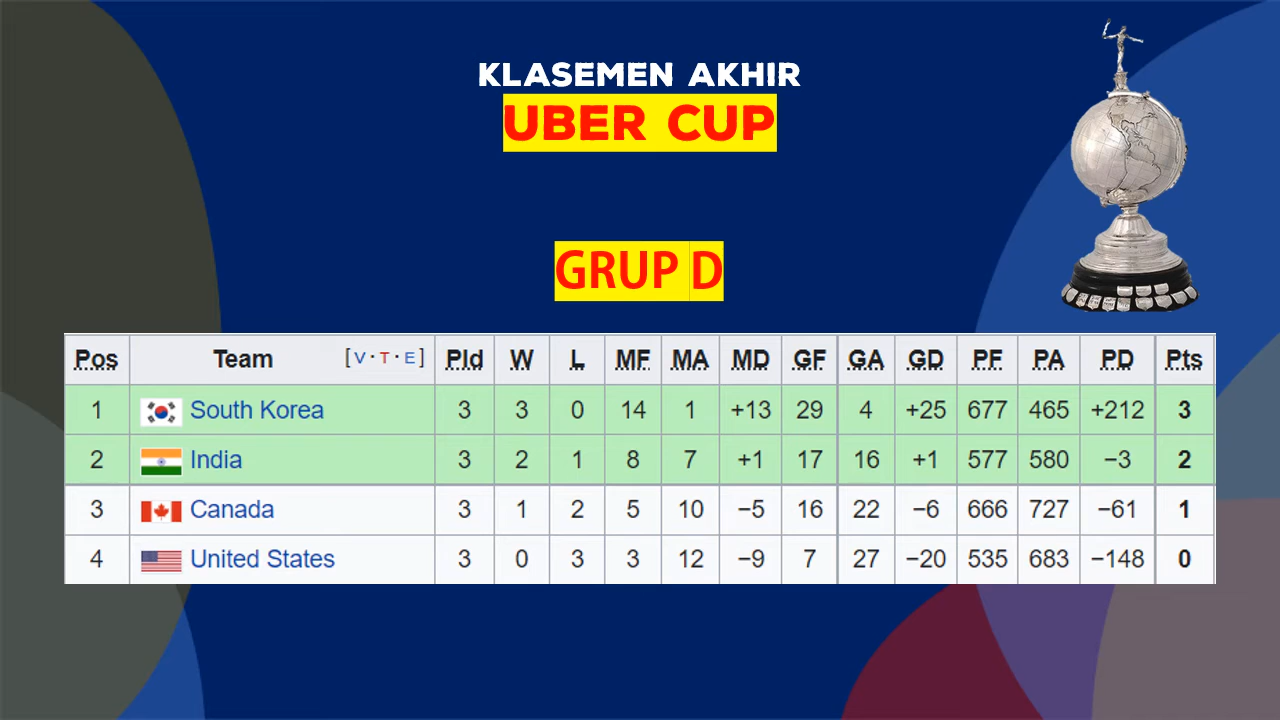 KLASEMEN AKHIR
UBER CUP
GRUP D
Pos Team [V·T·E] Pld W L MF MA MD GF GA GD PF PA PD Pts
1 South Korea 3 3 0 14 1 +13 29 4 +25 677 465 +212 3
2 India 3 2 1 8 7 +1 17 16 +1 577 580 −3 2
3 Canada 3 1 2 5 10 −5 16 22 −6 666 727 −61 1
4 United States 3 0 3 3 12 −9 7 27 −20 535 683 −148 0